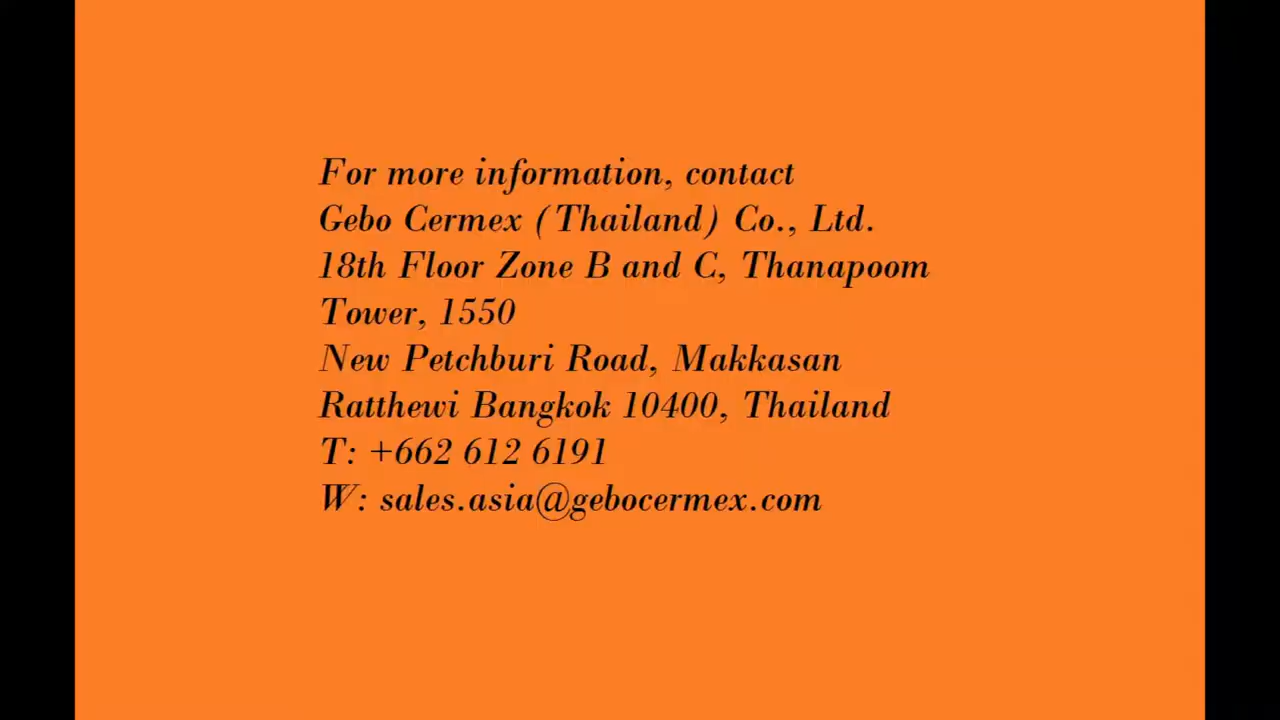 For more information, contact
Gebo Cermex (Thailand) Co., Ltd.
18th Floor Zone B and C, Thanapoom
Tower, 1550
New Petchburi Road, Makkasan
Ratthewi Bangkok 10400, Thailand
T: +662 612 6191
W: sales.asia@gebocermex.com